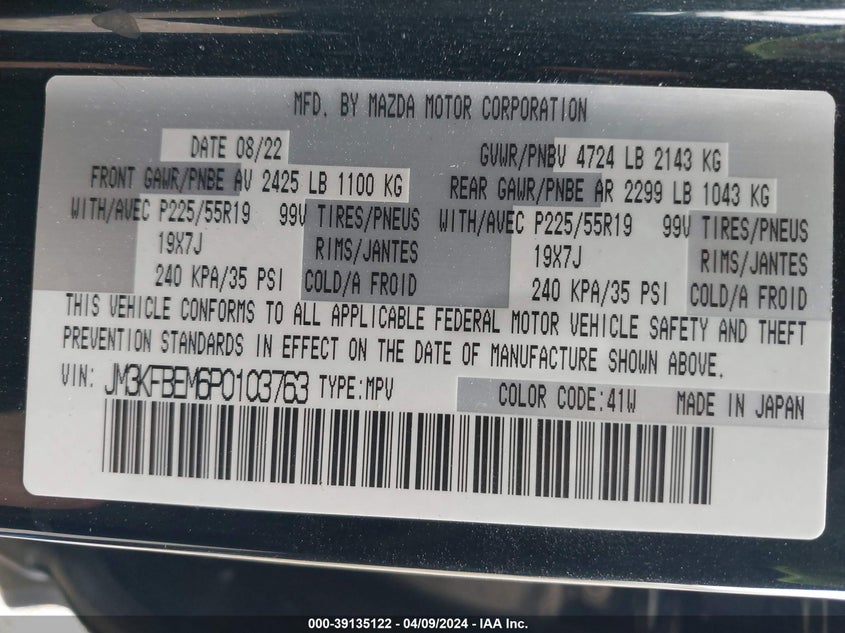 MFD. BY MAZDA MOTOR CORPORATION
DATE 08/22 GVWR/PNBV 4724 LB 2143 KG
FRONT GAWR/PNBE AV 2425 LB 1100 KG REAR GAWR/PNBE AR 2299 LB 1043 KG
WITH/AVEC P225/55R19 99V TIRES/PNEUS WITH/AVEC P225/55R19 99V TIRES/PNEUS
19X7J RIMS/JANTES 19X7J RIMS/JANTES
240 KPA/35 PSI COLD/A FROID 240 KPA/35 PSI COLD/A FROID
THIS VEHICLE CONFORMS TO ALL APPLICABLE FEDERAL MOTOR VEHICLE SAFETY AND THEFT
PREVENTION STANDARDS IN EFFECT ON THE DATE OF MANUFACTURE SHOWN ABOVE.
VIN: JM3KFBEM6P0103763 TYPE:MPV COLOR CODE:41W MADE IN JAPAN
000-39135122 - 04/09/2024 - IAA Inc.